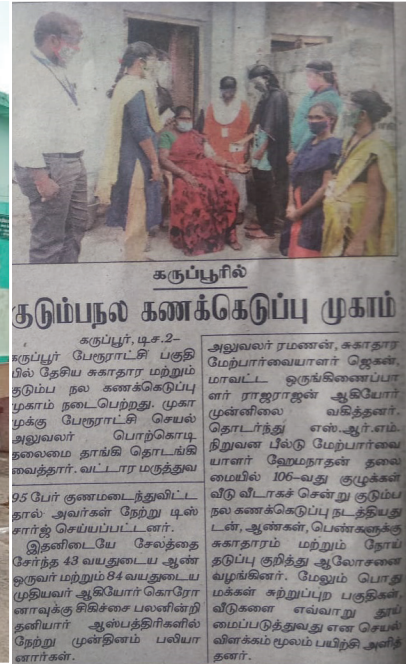 கருப்பூரில்
குடும்பநல கணக்கெடுப்பு முகாம்
கருப்பூர், டிச.2-
கருப்பூர் பேரூராட்சி பகுதி
யில் தேசிய சுகாதார மற்றும்
குடும்ப நல கணக்கெடுப்பு
முகாம் நடைபெற்றது. முகா
முக்கு பேரூராட்சி செயல்
அலுவலர் பொற்கொடி
தலைமை தாங்கி தொடங்கி
வைத்தார். வட்டார மருத்துவ
அலுவலர் ரமணன், சுகாதார
மேற்பார்வையாளர் ஜெகன்,
மாவட்ட ஒருங்கிணைப்பா
ளர் ராஜராஜன் ஆகியோர்
முன்னிலை வகித்தனர்.
தொடர்ந்து எஸ்.ஆர்.எம்.
நிறுவன பீல்டு மேற்பார்வை
யாளர் ஹேமநாதன் தலை
மையில் 106-வது குழுக்கள்
வீடு வீடாகச் சென்று குடும்ப
நல கணக்கெடுப்பு நடத்தியது
டன், ஆண்கள், பெண்களுக்கு
சுகாதாரம் மற்றும் நோய்
தடுப்பு குறித்து ஆலோசனை
வழங்கினர். மேலும் பொது
மக்கள் சுற்றுப்புற பகுதிகள்,
வீடுகளை எவ்வாறு தூய்
மைப்படுத்துவது என செயல்
விளக்கம் மூலம் பயிற்சி அளித்
தனர்.
95 பேர் குணமடைந்துவிட்ட
தால் அவர்கள் நேற்று டிஸ்
சார்ஜ் செய்யப்பட்டனர்.
இதனிடையே சேலத்தை
சேர்ந்த 43 வயதுடைய ஆண்
ஒருவர் மற்றும் 84 வயதுடைய
முதியவர் ஆகியோர் கொரோ
னாவுக்கு சிகிச்சை பலனின்றி
தனியார் ஆஸ்பத்திரிகளில்
நேற்று முன்தினம் பலியா
னார்கள்.